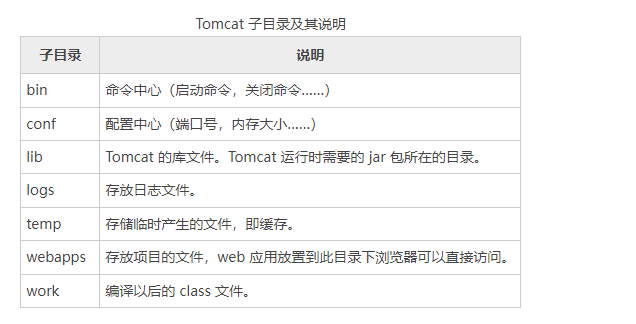 Tomcat 子目录及其说明
子目录 说明
bin 命令中心（启动命令，关闭命令……）
conf 配置中心（端口号，内存大小……）
lib Tomcat 的库文件。Tomcat 运行时需要的 jar 包所在的目录。
logs 存放日志文件。
temp 存储临时产生的文件，即缓存。
webapps 存放项目的文件，web 应用放置到此目录下浏览器可以直接访问。
work 编译以后的 class 文件。